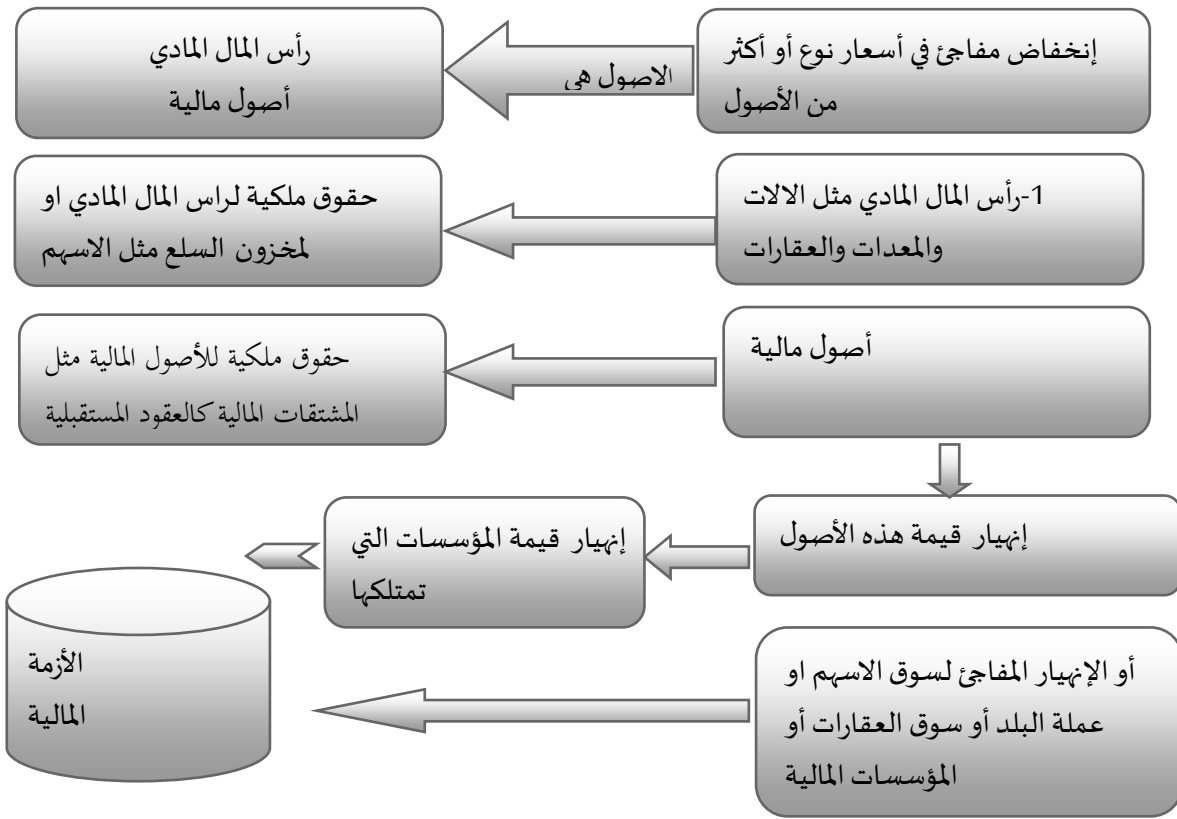 إنخفاض مفاجئ في أسعار نوع أو أكثر
من الأصول
الاصول هي
رأس المال المادي
أصول مالية
1-رأس المال المادي مثل الالات
والمعدات والعقارات
حقوق ملكية لراس المال المادي او
لمخزون السلع مثل الاسهم
أصول مالية
حقوق ملكية للأصول المالية مثل
المشتقات المالية كالعقود المستقبلية
إنهيار قيمة هذه الأصول
إنهيار قيمة المؤسسات التي
تمتلكها
الأزمة
المالية
أو الإنهيار المفاجئ لسوق الاسهم او
عملة البلد أو سوق العقارات أو
المؤسسات المالية